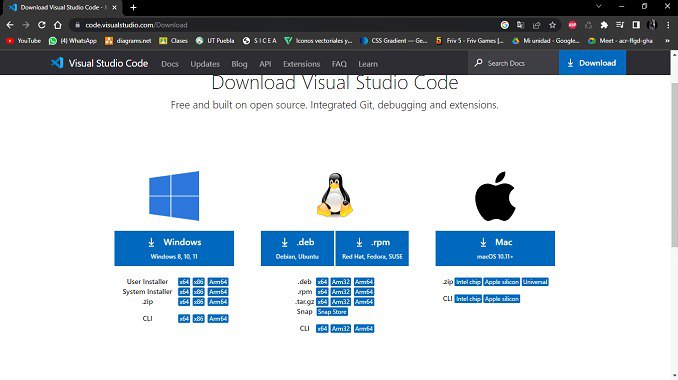 Download Visual Studio Code - M
code.visualstudio.com/Download
YouTube (4) WhatsApp diagrams.net Clases UT Puebla S I C E A Iconos vectoriales y... CSS Gradient — Ge... Friv 5 - Friv Games [... Mi unidad - Google... Meet - acr-ffgd-gha
Visual Studio Code Docs Updates Blog API Extensions FAQ Learn Search Docs Download
Download Visual Studio Code
Free and built on open source. Integrated Git, debugging and extensions.
Windows
Windows 8, 10, 11
User Installer x64 x86 Arm64
System Installer x64 x86 Arm64
.zip x64 x86 Arm64
CLI x64 x86 Arm64
.deb
Debian, Ubuntu
.rpm
Red Hat, Fedora, SUSE
.deb x64 Arm32 Arm64
.rpm x64 Arm32 Arm64
.tar.gz x64 Arm32 Arm64
Snap Snap Store
CLI x64 Arm32 Arm64
Mac
macOS 10.11+
.zip Intel chip Apple silicon Universal
CLI Intel chip Apple silicon